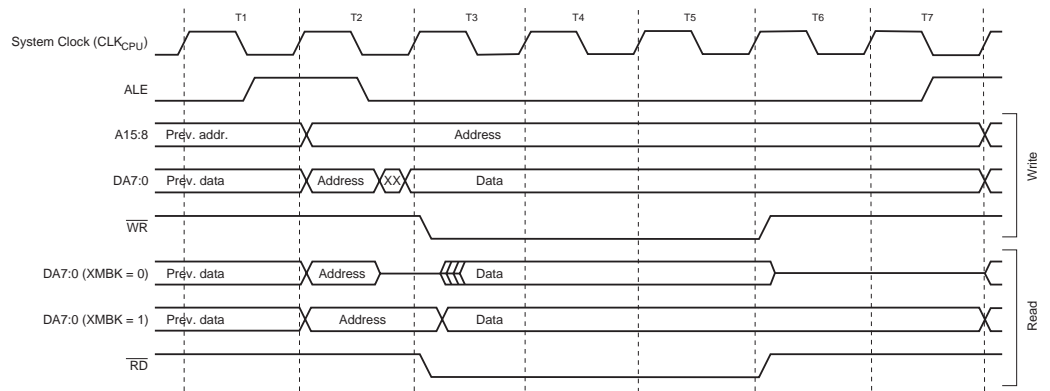 T1 T2 T3 T4 T5 T6 T7
System Clock (CLKCPU)
ALE
A15:8 Prev. addr. Address
DA7:0 Prev. data Address XX Data
WR
Write
DA7:0 (XMBK = 0) Prev. data Address Data
DA7:0 (XMBK = 1) Prev. data Address Data
RD
Read